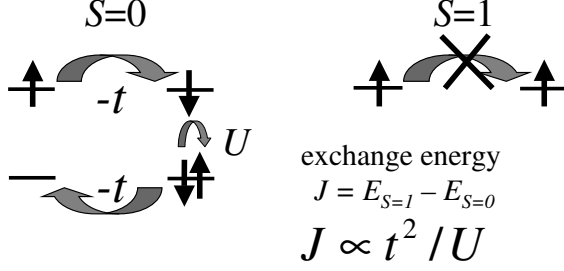 S=0
S=1
-t
U
-t
exchange energy
J = E_{S=1} – E_{S=0}
J ∝ t² / U